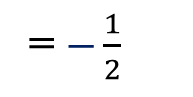 = − 1/2